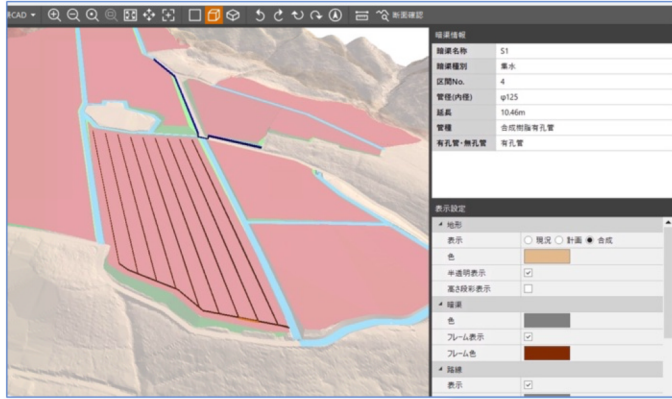 CAD
断面確認
暗渠情報
暗渠名称 S1
暗渠種別 集水
区間No. 4
管径(内径) φ125
延長 10.46m
管種 合成樹脂有孔管
有孔管・無孔管 有孔管
表示設定
地形
表示 現況 計画 合成
色
半透明表示
高さ段彩表示
暗渠
色
フレーム表示
フレーム色
路線
表示